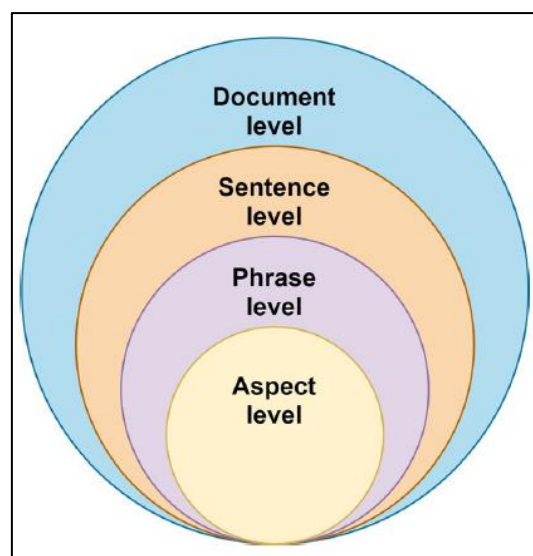 Document
level
Sentence
level
Phrase
level
Aspect
level